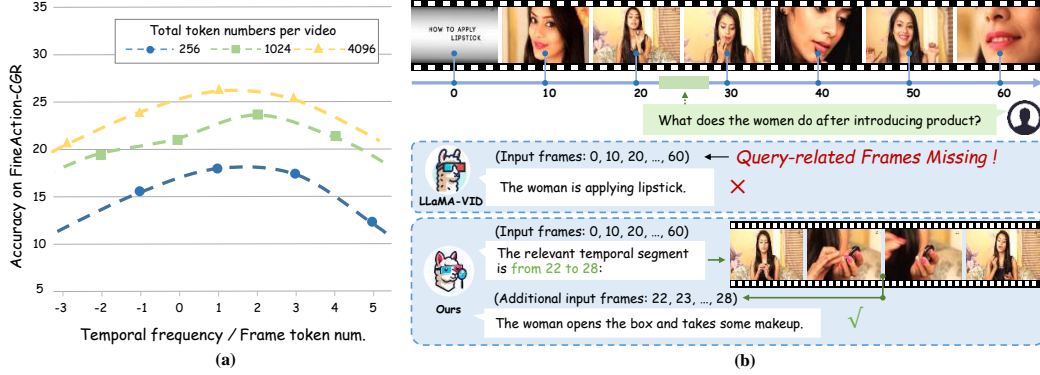 35
30
25
20
15
10
5
Accuracy on FineAction-CGR
Total token numbers per video
256 1024 4096
-3 -2 -1 0 1 2 3 4 5
Temporal frequency / Frame token num.
(a)
HOW TO APPLY
LIPSTICK
0 10 20 30 40 50 60
What does the women do after introducing product?
LLaMA-VID
(Input frames: 0, 10, 20, …, 60)
Query-related Frames Missing !
The woman is applying lipstick.
×
Ours
(Input frames: 0, 10, 20, …, 60)
The relevant temporal segment
is from 22 to 28:
(Additional input frames: 22, 23, …, 28)
The woman opens the box and takes some makeup.
√
(b)